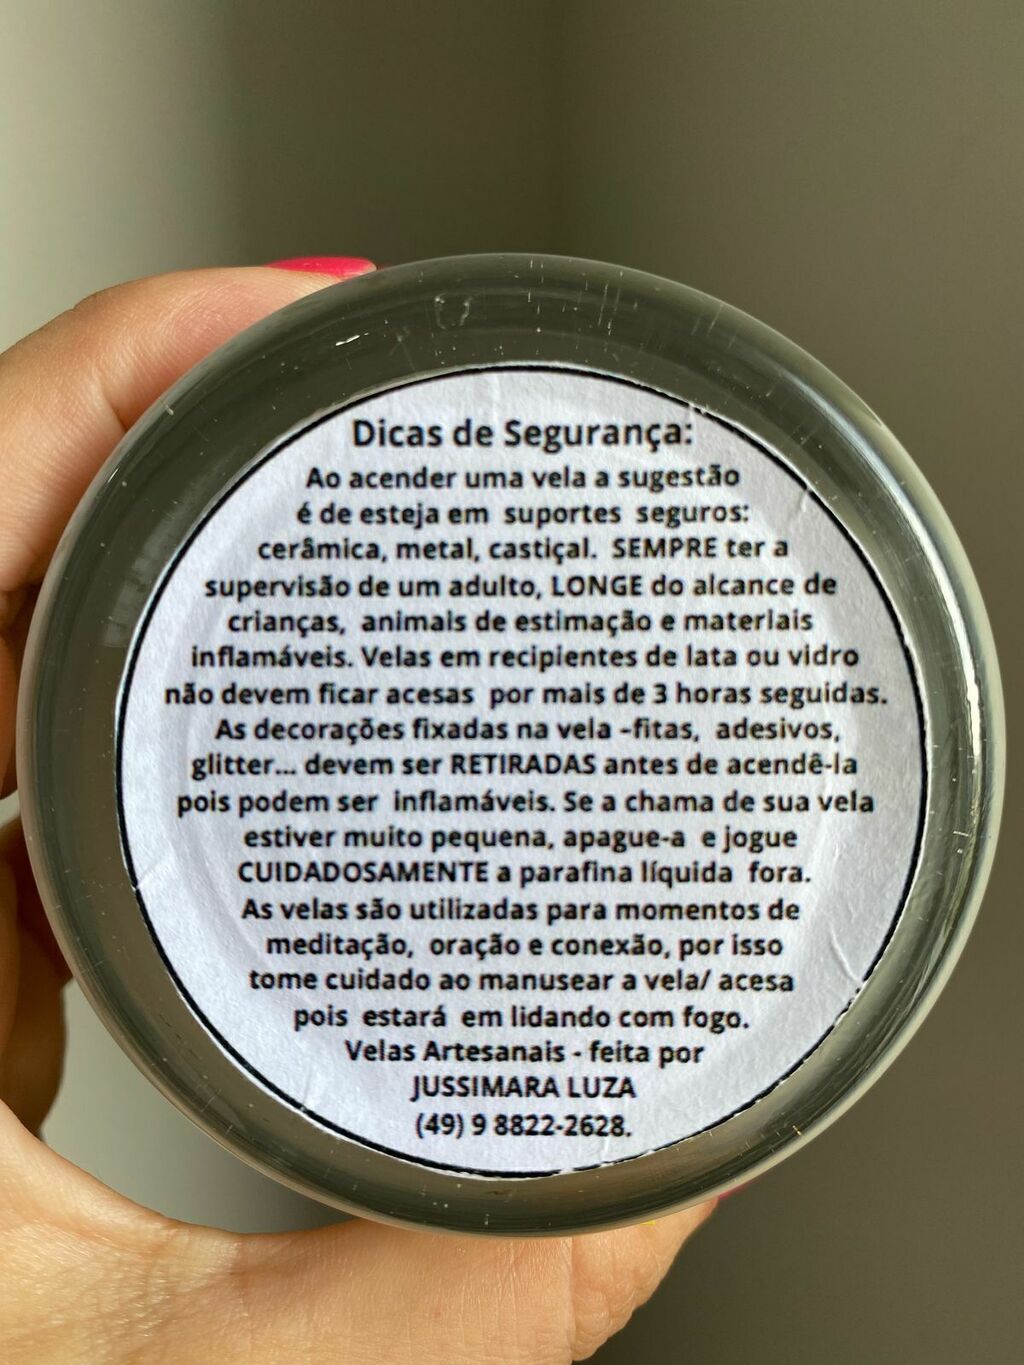 Dicas de Segurança:
Ao acender uma vela a sugestão
é de esteja em suportes seguros:
cerâmica, metal, castiçal. SEMPRE ter a
supervisão de um adulto, LONGE do alcance de
crianças, animais de estimação e materiais
inflamáveis. Velas em recipientes de lata ou vidro
não devem ficar acesas por mais de 3 horas seguidas.
As decorações fixadas na vela -fitas, adesivos,
glitter... devem ser RETIRADAS antes de acendê-la
pois podem ser inflamáveis. Se a chama de sua vela
estiver muito pequena, apague-a e jogue
CUIDADOSAMENTE a parafina líquida fora.
As velas são utilizadas para momentos de
meditação, oração e conexão, por isso
tome cuidado ao manusear a vela/ acesa
pois estará em lidando com fogo.
Velas Artesanais - feita por
JUSSIMARA LUZA
(49) 9 8822-2628.